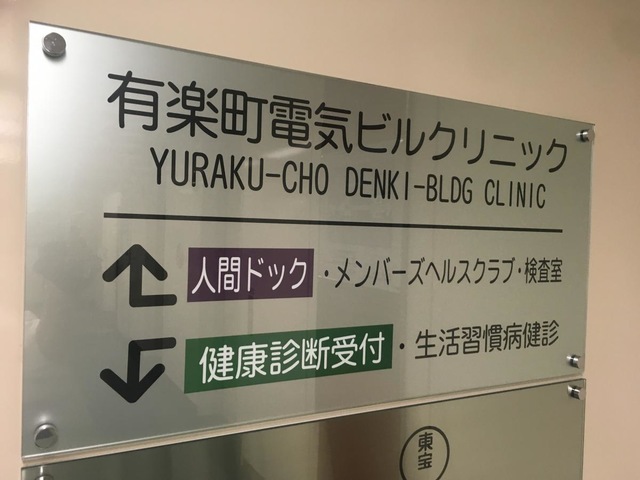 有楽町電気ビルクリニック
YURAKU-CHO DENKI-BLDG CLINIC
人間ドック・メンバーズヘルスクラブ・検査室
健康診断受付・生活習慣病健診
東宝